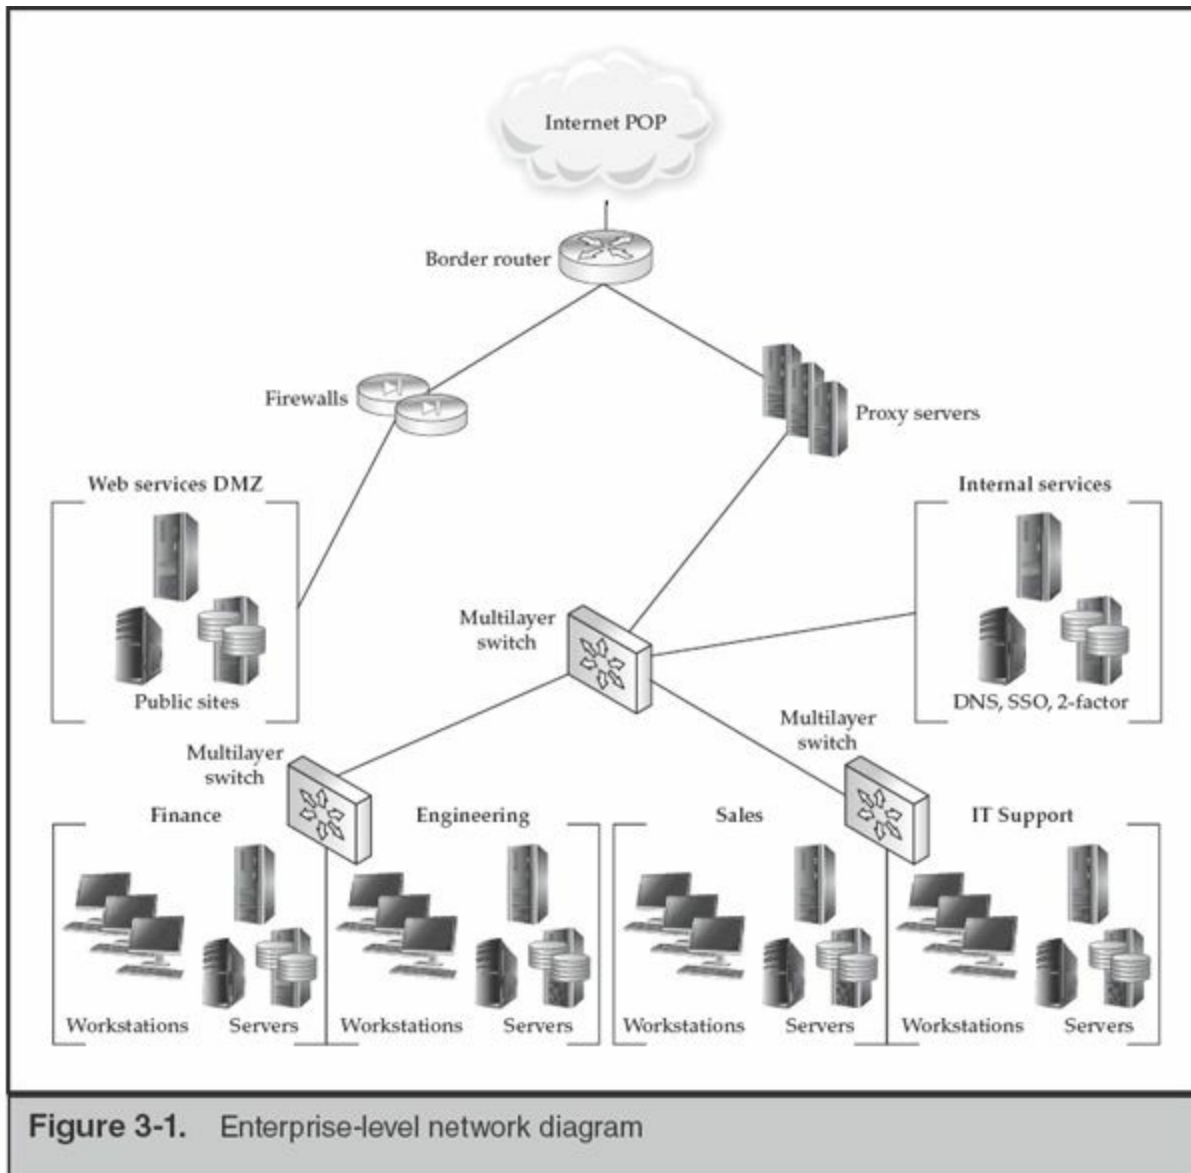 Internet POP
Border router
Firewalls
Proxy servers
Web services DMZ
Internal services
Multilayer
switch
Public sites
DNS, SSO, 2-factor
Multilayer
switch
Multilayer
switch
Finance
Engineering
Sales
IT Support
Workstations
Servers
Workstations
Servers
Workstations
Servers
Workstations
Servers
Figure 3-1. Enterprise-level network diagram